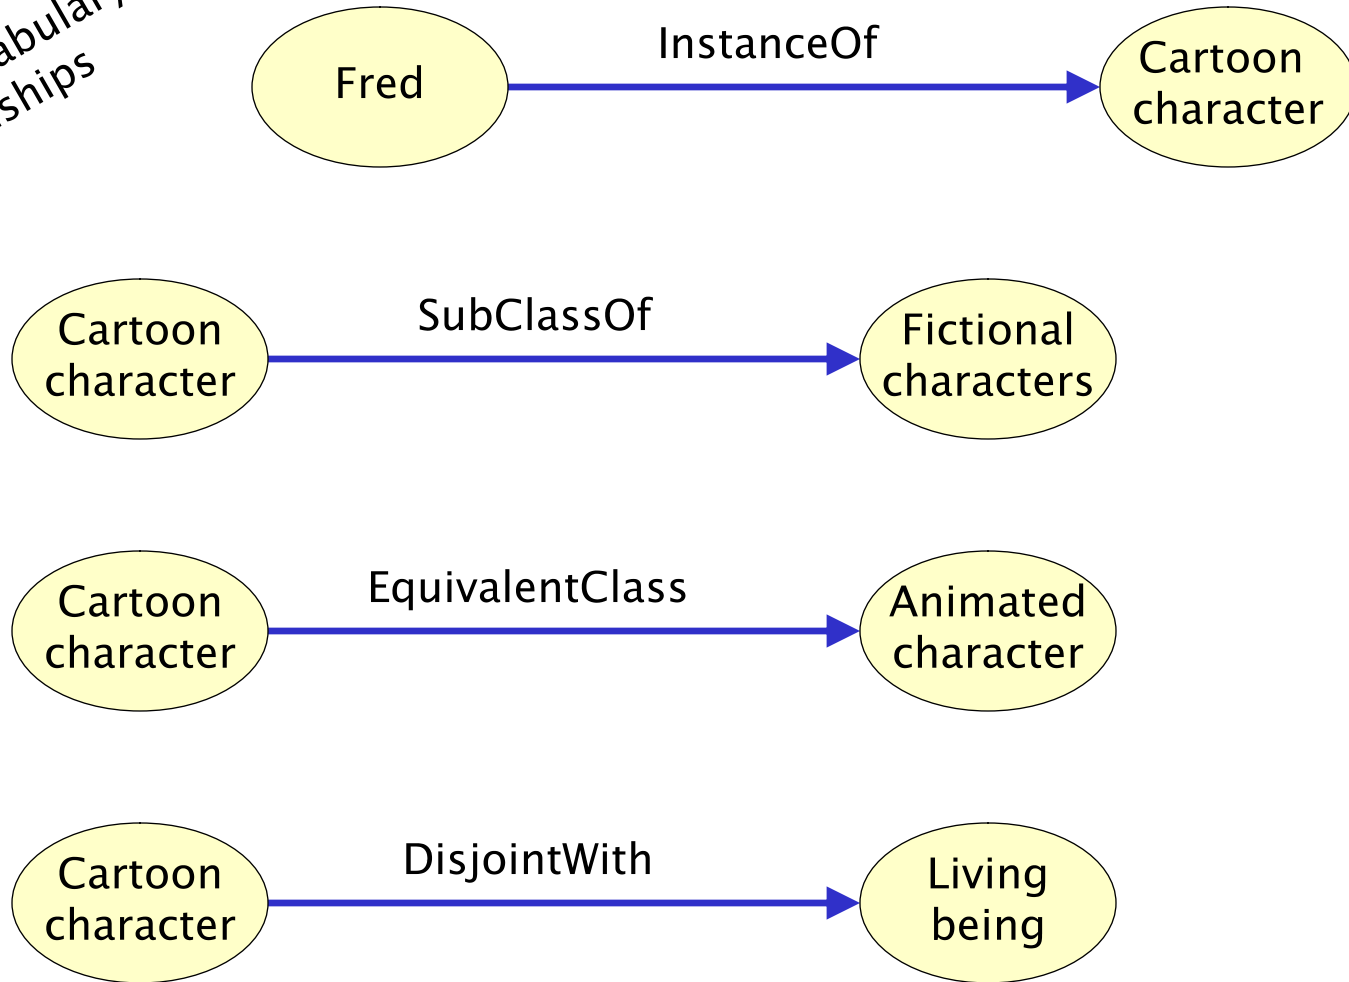 Fred
InstanceOf
Cartoon
character
Cartoon
character
SubClassOf
Fictional
characters
Cartoon
character
EquivalentClass
Animated
character
Cartoon
character
DisjointWith
Living
being